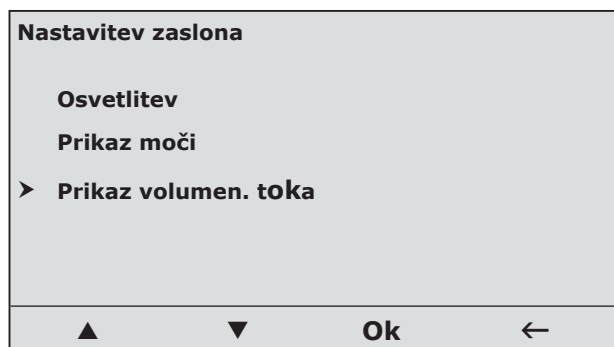 Nastavitev zaslona
Osvetlitev
Prikaz moči
➤ Prikaz volumen. toka
▲ ▼ Ok ←